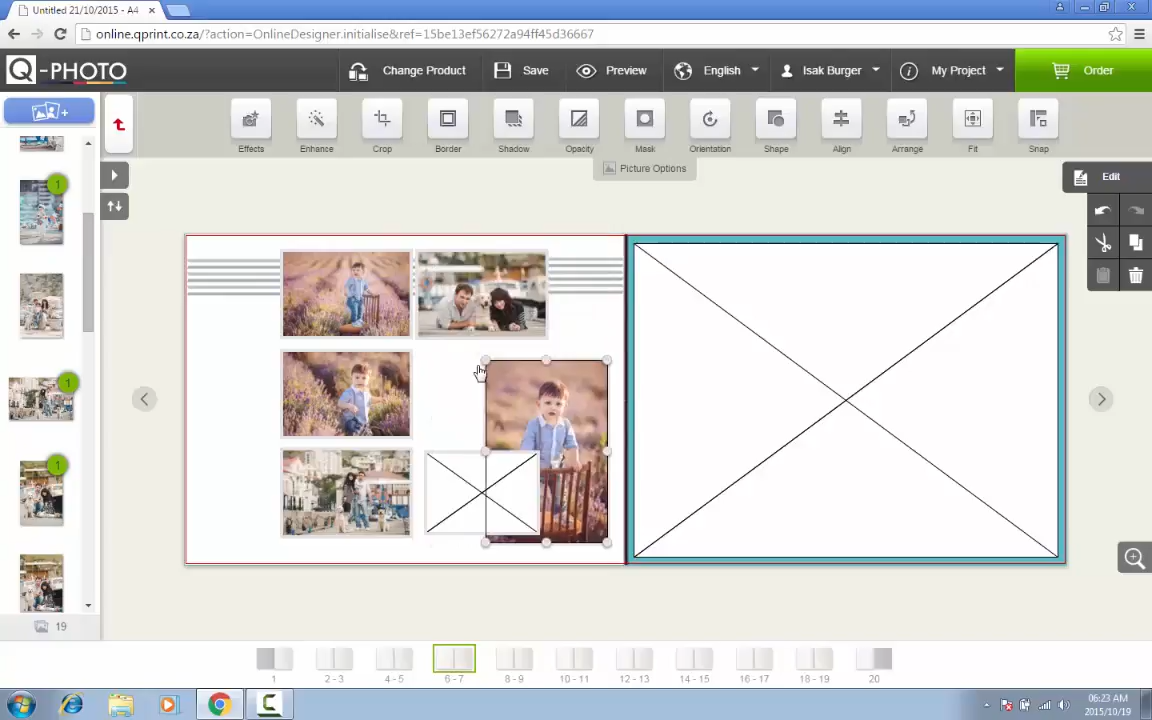 Untitled 21/10/2015 - A4
online.qprint.co.za/?action=OnlineDesigner.initialise&ref=15be13ef56272a94ff45d36667
Q-PHOTO
Change Product
Save
Preview
English
Isak Burger
My Project
Order
Effects
Enhance
Crop
Border
Shadow
Opacity
Mask
Orientation
Shape
Align
Arrange
Fit
Snap
Picture Options
Edit
1
1
1
19
1
2 - 3
4 - 5
6 - 7
8 - 9
10 - 11
12 - 13
14 - 15
16 - 17
18 - 19
20
06:23 AM
2015/10/19